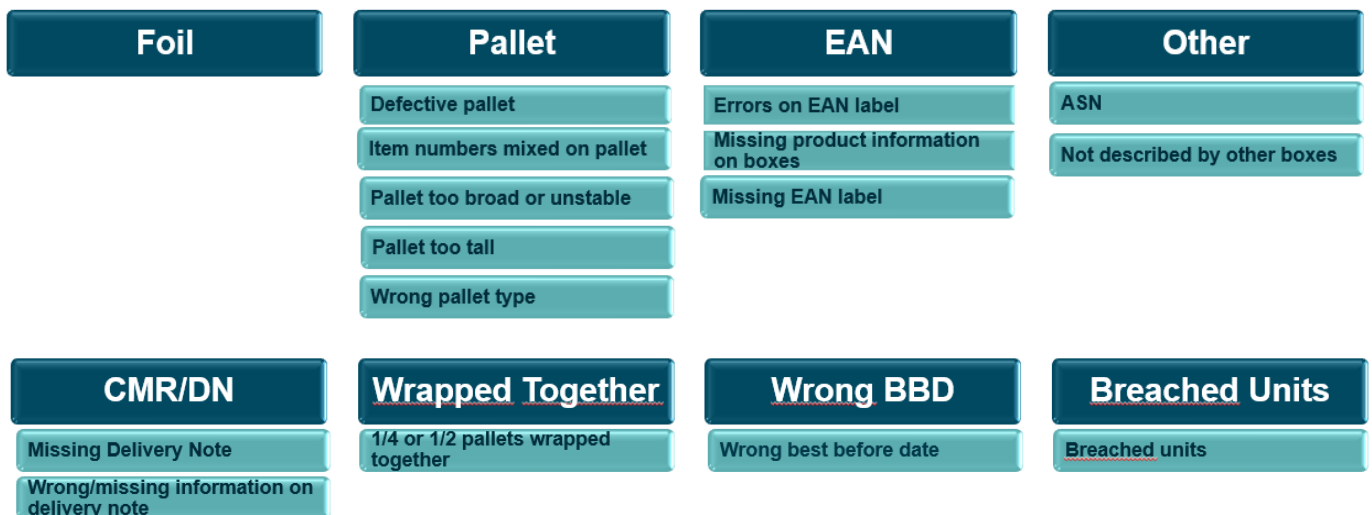 Foil
Pallet
EAN
Other
Defective pallet
Item numbers mixed on pallet
Pallet too broad or unstable
Pallet too tall
Wrong pallet type
Errors on EAN label
Missing product information
on boxes
Missing EAN label
ASN
Not described by other boxes
CMR/DN
Wrapped Together
Wrong BBD
Breached Units
Missing Delivery Note
Wrong/missing information on
delivery note
1/4 or 1/2 pallets wrapped
together
Wrong best before date
Breached units